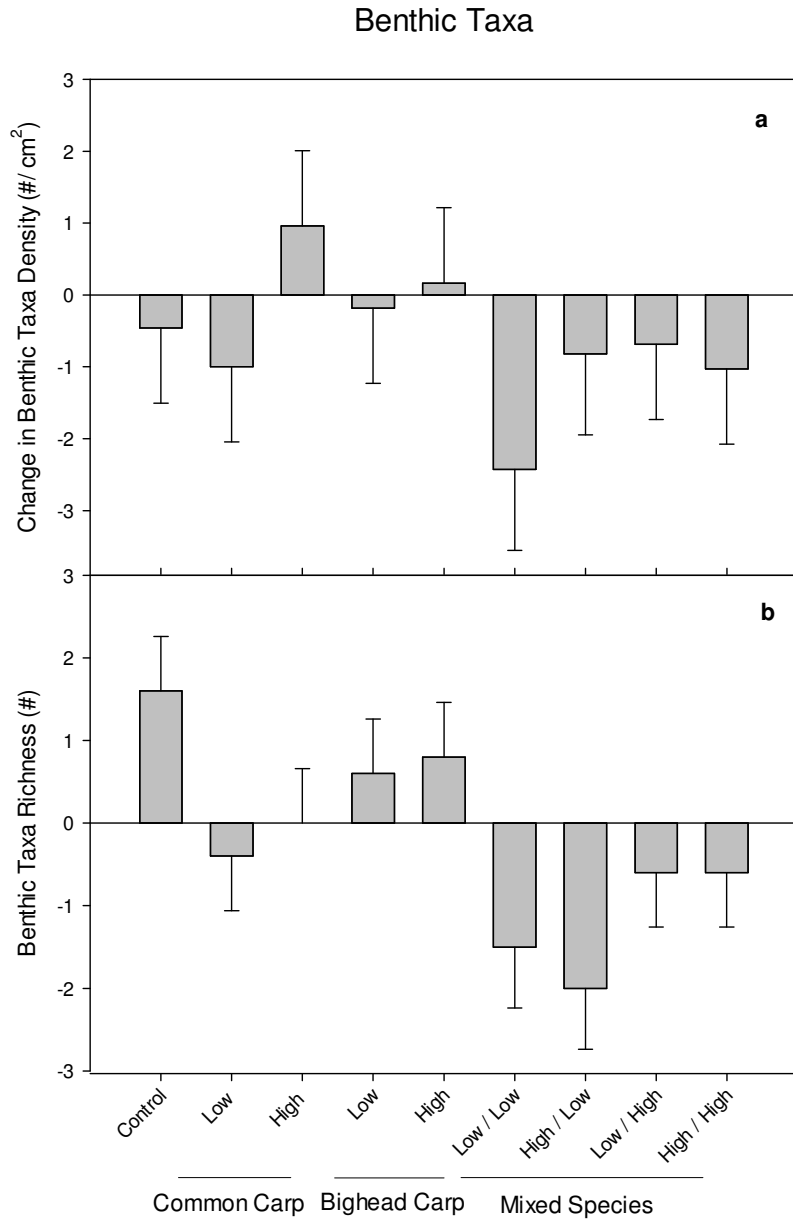 Benthic Taxa
Change in Benthic Taxa Density (#/ cm²)
3
2
1
0
-1
-2
-3
a
Benthic Taxa Richness (#)
3
2
1
0
-1
-2
-3
b
Control
Low
High
Low
High
Low / Low
High / Low
Low / High
High / High
Common Carp
Bighead Carp
Mixed Species